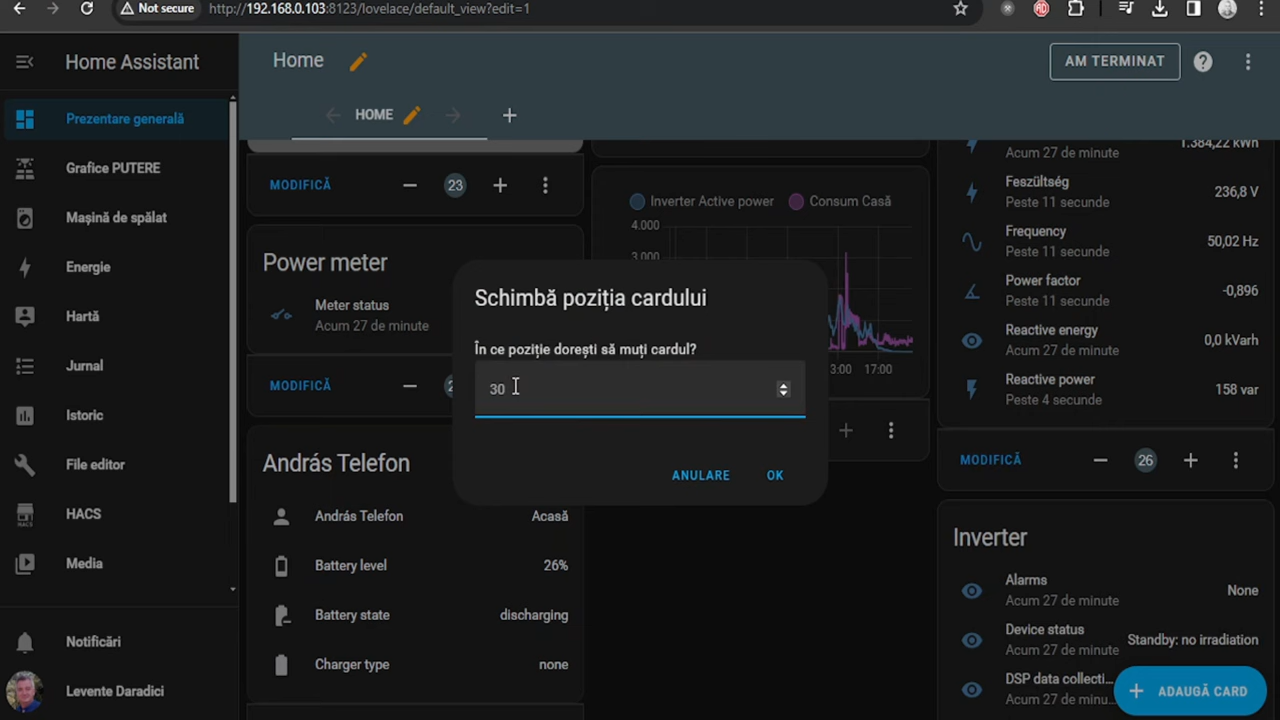 Not secure
http://192.168.0.103:8123/lovelace/default_view?edit=1
Home Assistant
Prezentare generală
Grafice PUTERE
Mașină de spălat
Energie
Hartă
Jurnal
Istoric
File editor
HACS
Media
Notificări
Levente Daradici
Home
AM TERMINAT
HOME
MODIFICĂ
23
Power meter
Meter status
Acum 27 de minute
MODIFICĂ
András Telefon
András Telefon
Acasă
Battery level
26%
Battery state
discharging
Charger type
none
Inverter Active power
Consum Casă
4.000
3.000
17:00
Schimbă poziția cardului
În ce poziție dorești să muți cardul?
30
ANULARE
OK
1.384,22 kWh
Acum 27 de minute
Feszültség
Peste 11 secunde
236,8 V
Frequency
Peste 11 secunde
50,02 Hz
Power factor
Peste 11 secunde
-0,896
Reactive energy
Acum 27 de minute
0,0 kVarh
Reactive power
Peste 4 secunde
158 var
MODIFICĂ
26
Inverter
Alarms
Acum 27 de minute
None
Device status
Acum 27 de minute
Standby: no irradiation
DSP data collecti...
Acum 27 de minu...
ADAUGĂ CARD